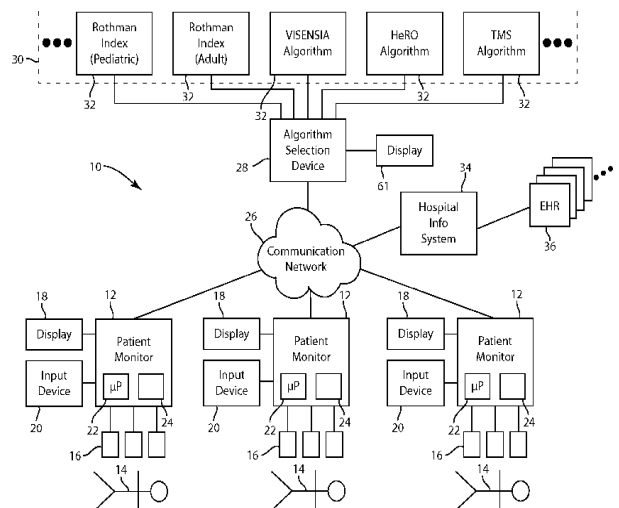 Rothman Index (Pediatric)
Rothman Index (Adult)
VISENSIA Algorithm
HeRO Algorithm
TMS Algorithm
30
32
32
32
32
32
Algorithm Selection Device
28
Display
61
10
34
Hospital Info System
EHR
36
26
Communication Network
18
12
18
12
18
12
Display
Patient Monitor
Display
Patient Monitor
Display
Patient Monitor
Input Device
µP
Input Device
µP
Input Device
µP
20
22
24
20
22
24
20
22
24
16
16
16
14
14
14